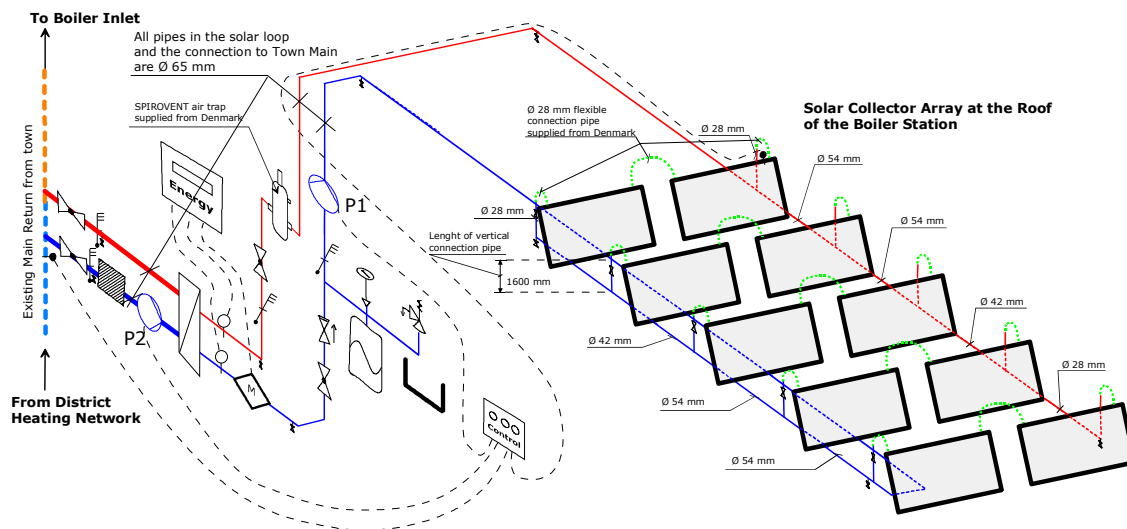 To Boiler Inlet
All pipes in the solar loop
and the connection to Town Main
are Ø 65 mm
SPIROVENT air trap
supplied from Denmark
Energy
P1
Existing Main Return from town
P2
M
From District
Heating Network
Control
Ø 28 mm flexible
connection pipe
supplied from Denmark
Ø 28 mm
Solar Collector Array at the Roof
of the Boiler Station
Ø 54 mm
Ø 28 mm
Ø 54 mm
Lenght of vertical
connection pipe
1600 mm
Ø 42 mm
Ø 42 mm
Ø 28 mm
Ø 54 mm
Ø 54 mm